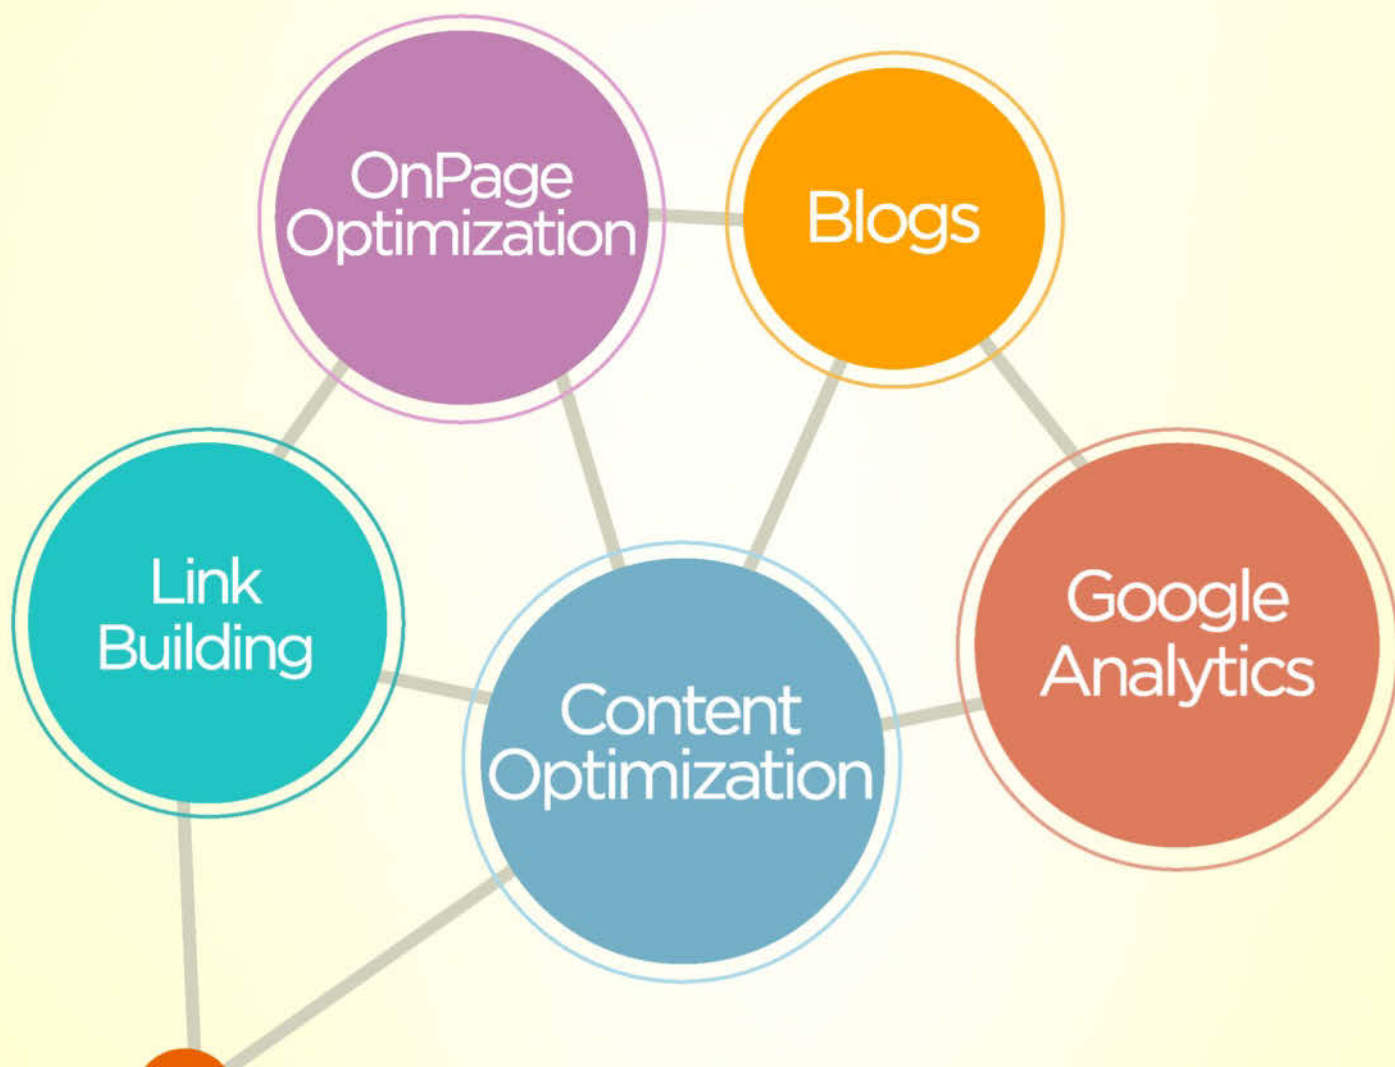 OnPage
Optimization
Blogs
Link
Building
Content
Optimization
Google
Analytics